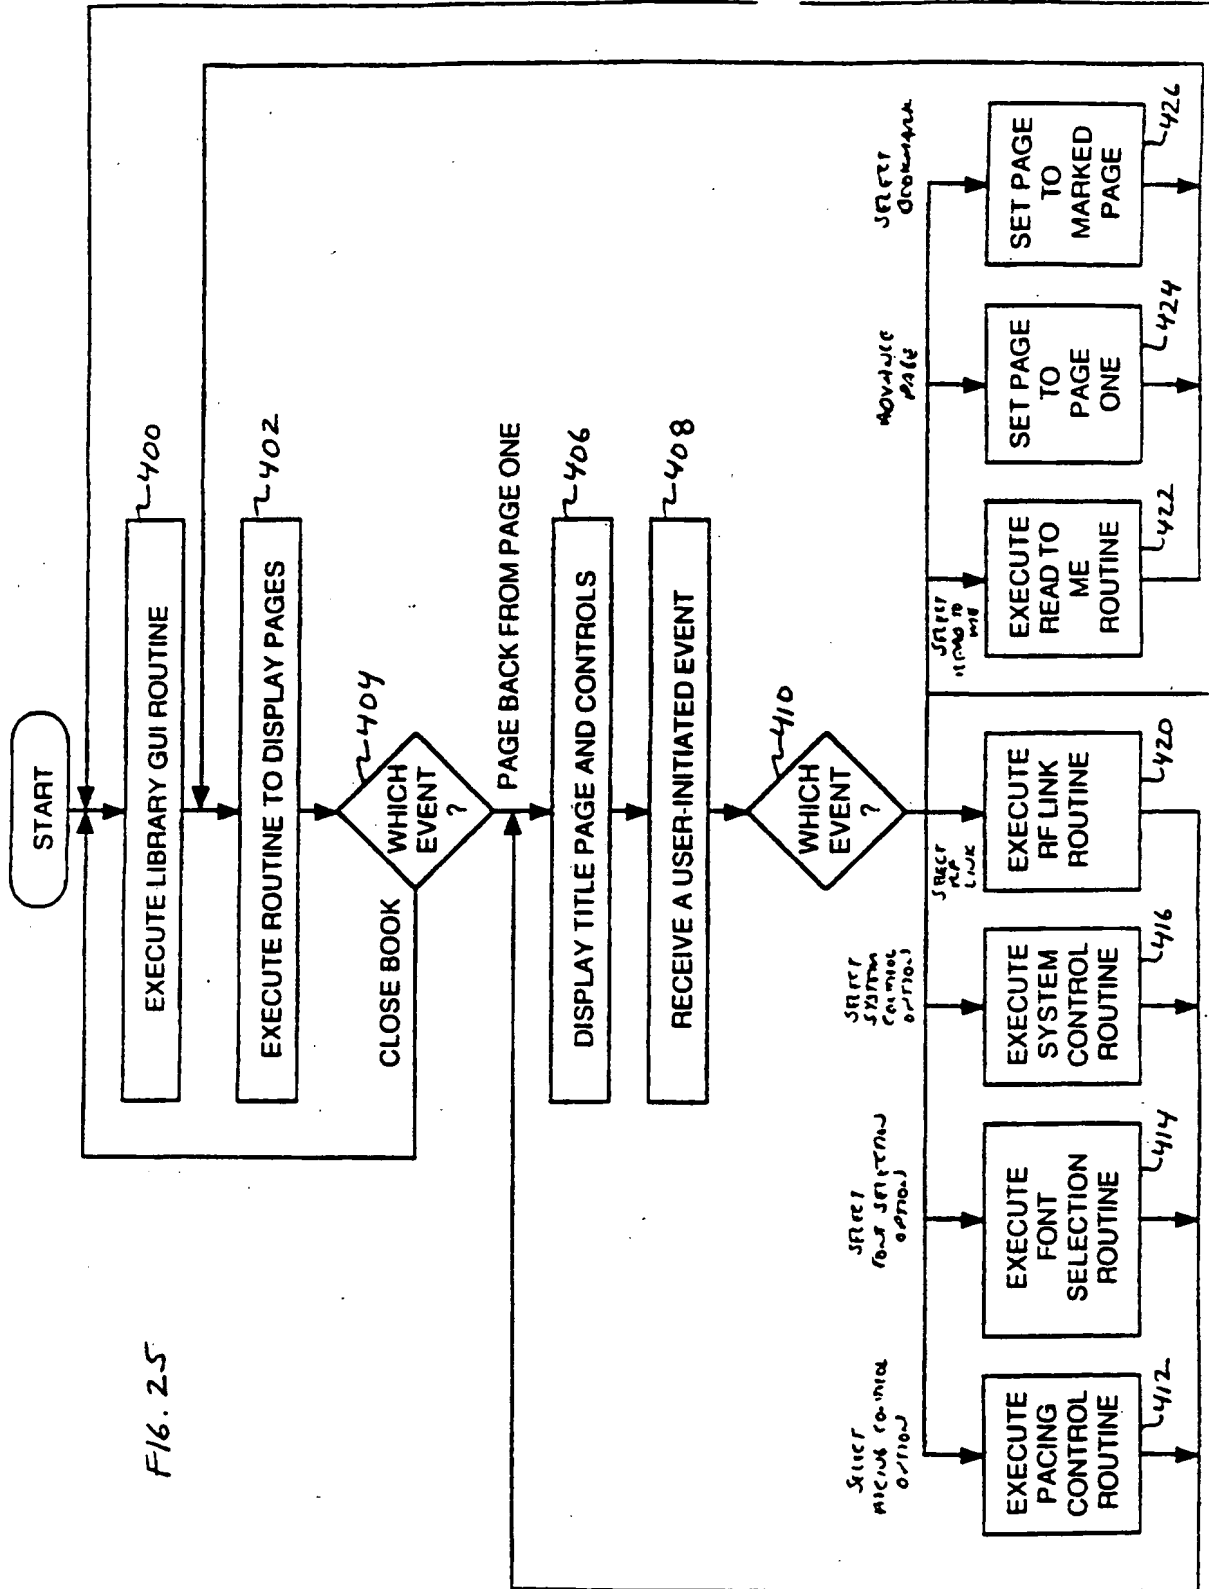 FIG. 25
START
EXECUTE LIBRARY GUI ROUTINE
400
EXECUTE ROUTINE TO DISPLAY PAGES
402
WHICH
EVENT
?
404
CLOSE BOOK
PAGE BACK FROM PAGE ONE
DISPLAY TITLE PAGE AND CONTROLS
406
RECEIVE A USER-INITIATED EVENT
408
WHICH
EVENT
?
410
SELECT
PACING CONTROL
OPTION
EXECUTE
PACING
CONTROL
ROUTINE
412
SELECT
FONT SELECTION
OPTION
EXECUTE
FONT
SELECTION
ROUTINE
414
SELECT
SYSTEM
CONTROL
OPTION
EXECUTE
SYSTEM
CONTROL
ROUTINE
416
SELECT
RF
LINK
EXECUTE
RF LINK
ROUTINE
420
SELECT
READ TO
ME
EXECUTE
READ TO
ME
ROUTINE
422
ADVANCE
PAGE
SET PAGE
TO
PAGE
ONE
424
SELECT
BOOKMARK
SET PAGE
TO
MARKED
PAGE
426